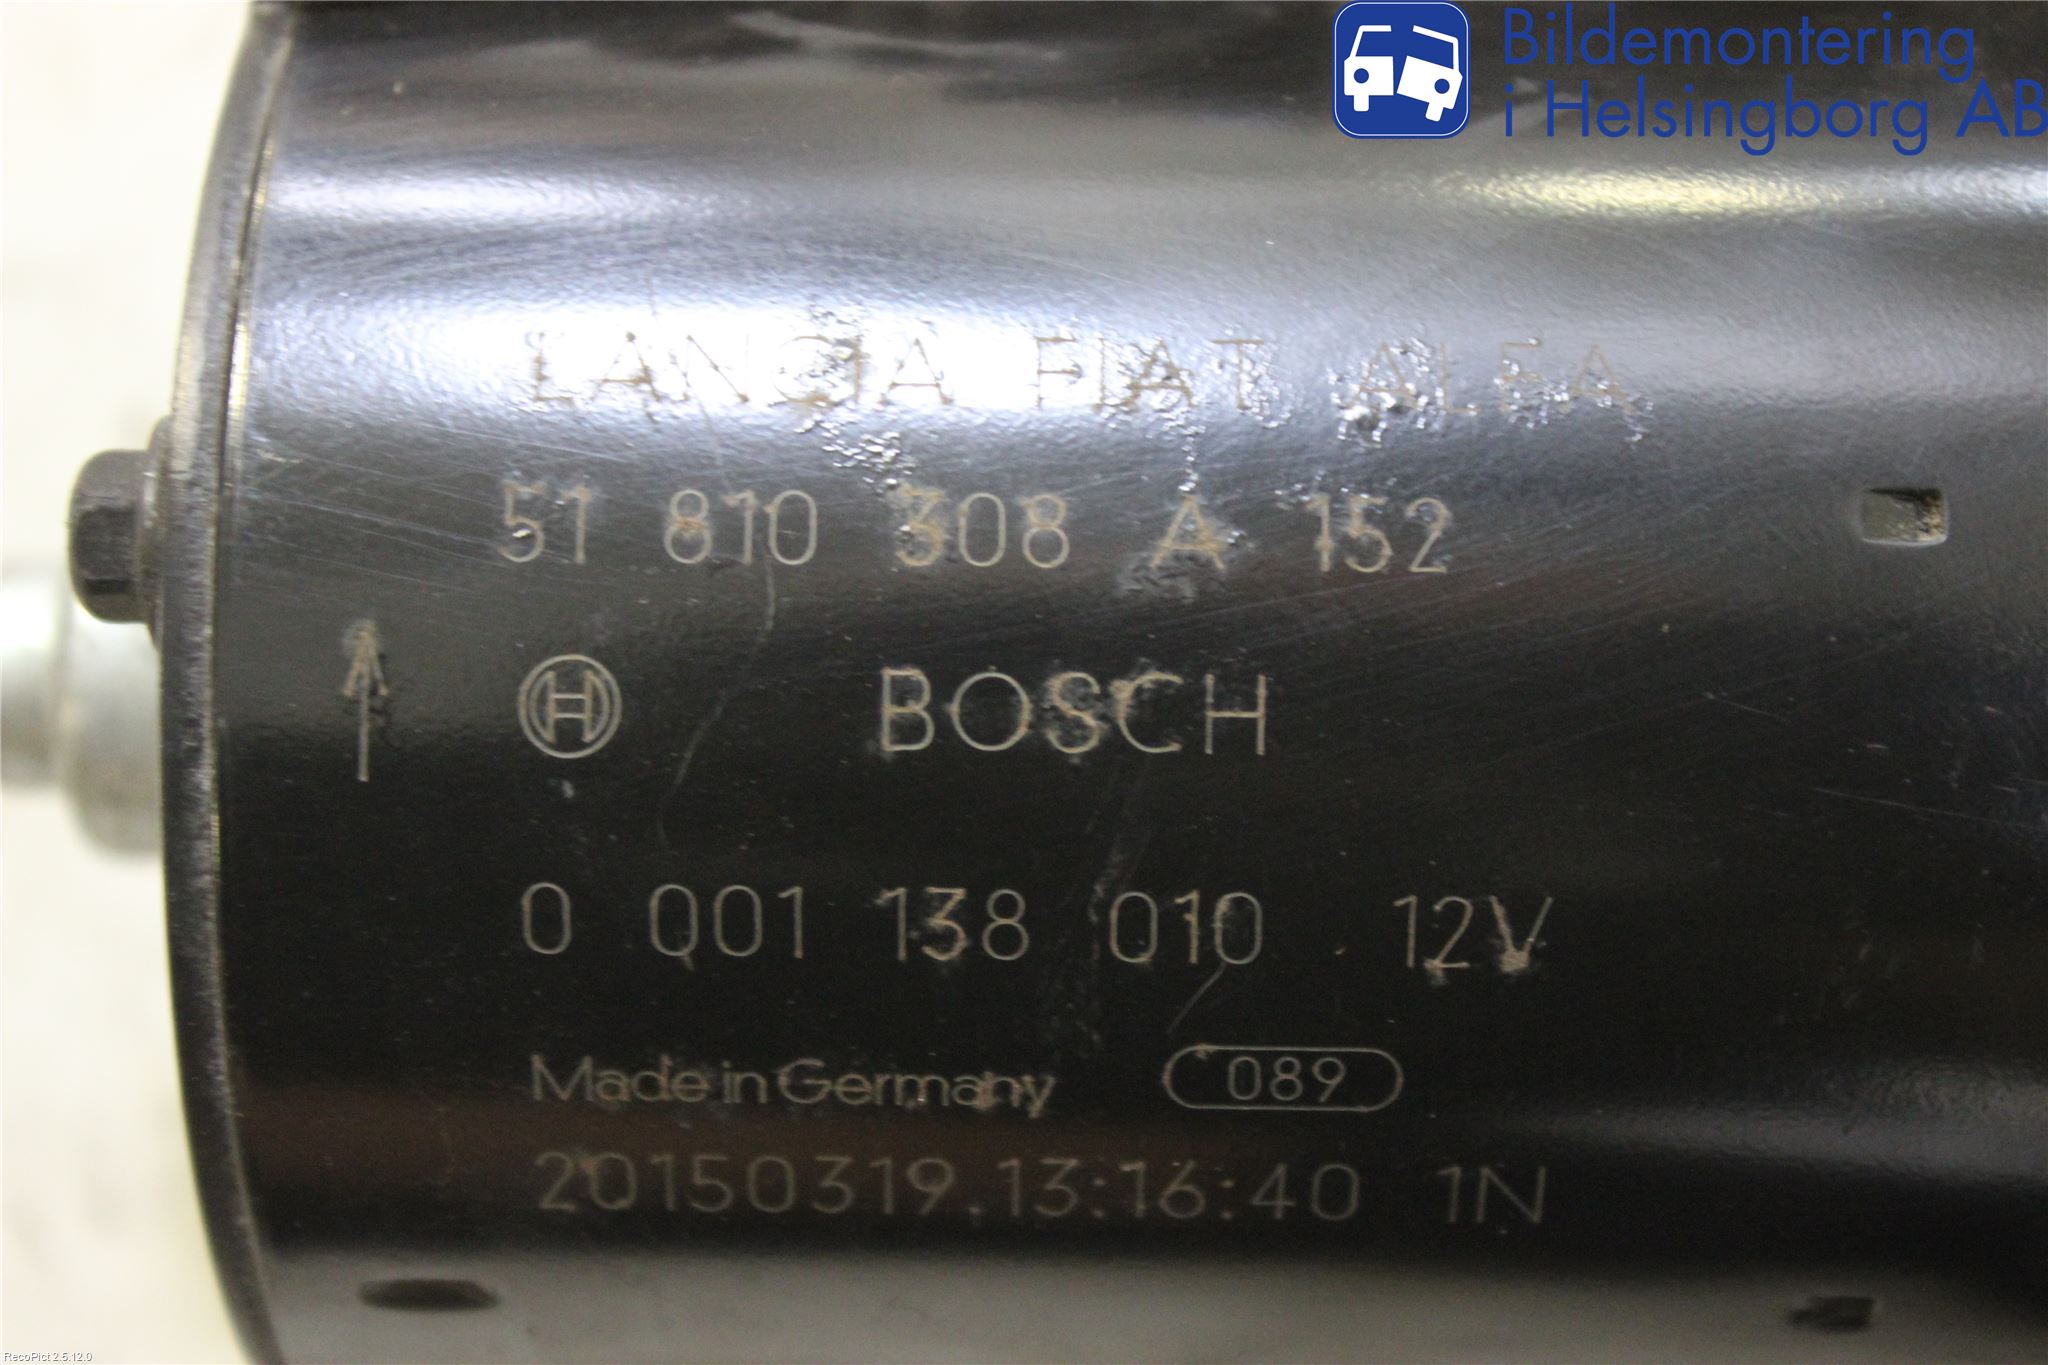 Bildemontering
i Helsingborg AB
LANCIA FIAT ALFA
51 810 308 A 152
H BOSCH
0 001 138 010 12V
Made in Germany 089
20150319.13:16:40 1N
RecoPict 2.5.12.0